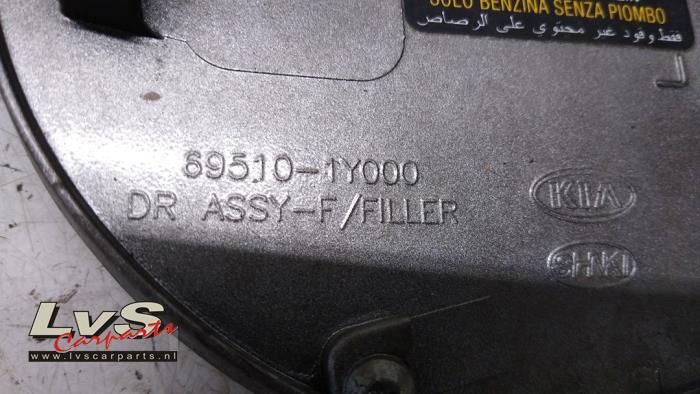 SOLO BENZINA SENZA PIOMBO
فقط وقود غير محتوي على الرصاص
69510-1Y000
DR ASSY-F/FILLER
KIA
SHNKI
LvS
Carparts
www.lvscarparts.nl